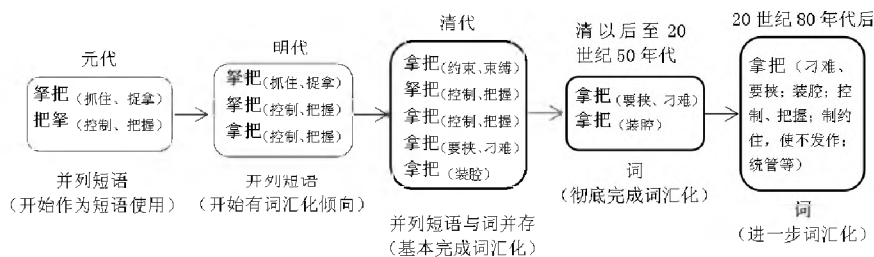 元代
拏把（抓住、捉拿）
把拏（控制、把握）
并列短语
（开始作为短语使用）
明代
拏把（抓住、捉拿）
拏把（控制、把握）
拿把（控制、把握）
开列短语
（开始有词汇化倾向）
清代
拿把（约束、束缚）
拏把（控制、把握）
拿把（控制、把握）
拿把（要挟、刁难）
拿把（装腔）
并列短语与词并存
（基本完成词汇化）
清以后至20
世纪50年代
拿把（要挟、刁难）
拿把（装腔）
词
（彻底完成词汇化）
20世纪80年代后
拿把（刁难、
要挟；装腔；控
制、把握；制约
住，使不发作；
统管等）
词
（进一步词汇化）